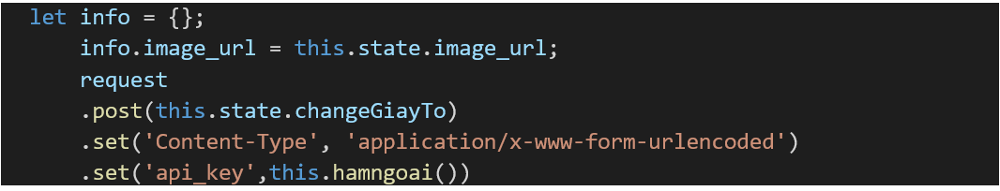 let info = {};
info.image_url = this.state.image_url;
request
.post(this.state.changeGiayTo)
.set('Content-Type', 'application/x-www-form-urlencoded')
.set('api_key',this.hamngoai())